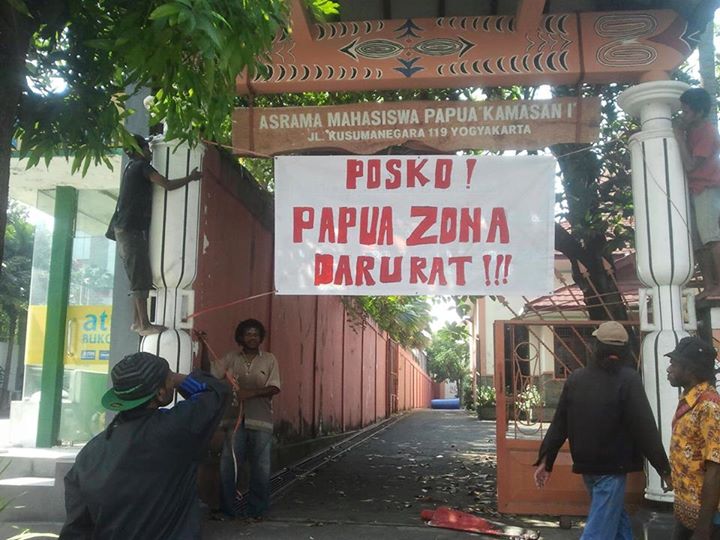 ASRAMA MAHASISWA PAPUA "KAMASAN I"
JL. KUSUMANEGARA 119 YOGYAKARTA
POSKO !
PAPUA ZONA
DARURAT !!!